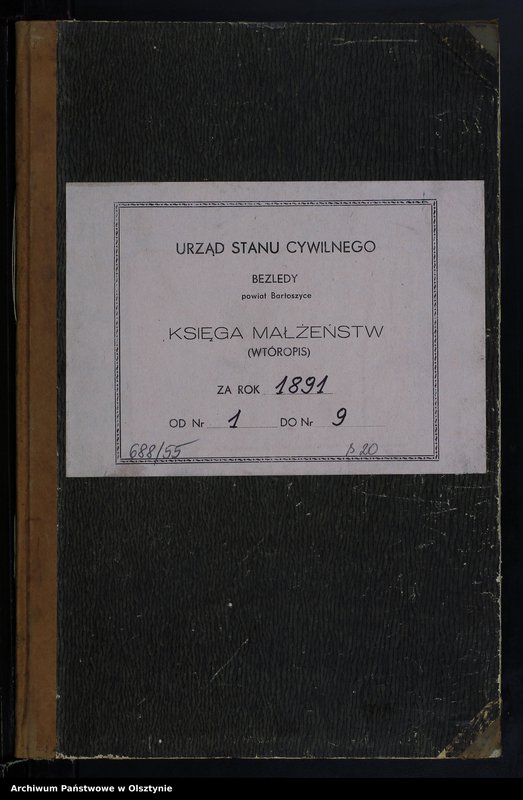 URZĄD STANU CYWILNEGO
BEZLEDY
powiat Bartoszyce
KSIĘGA MAŁŻEŃSTW
(WTÓROPIS)
ZA ROK 1891
OD Nr 1 DO Nr 9
688/55 p 20
Archiwum Państwowe w Olsztynie